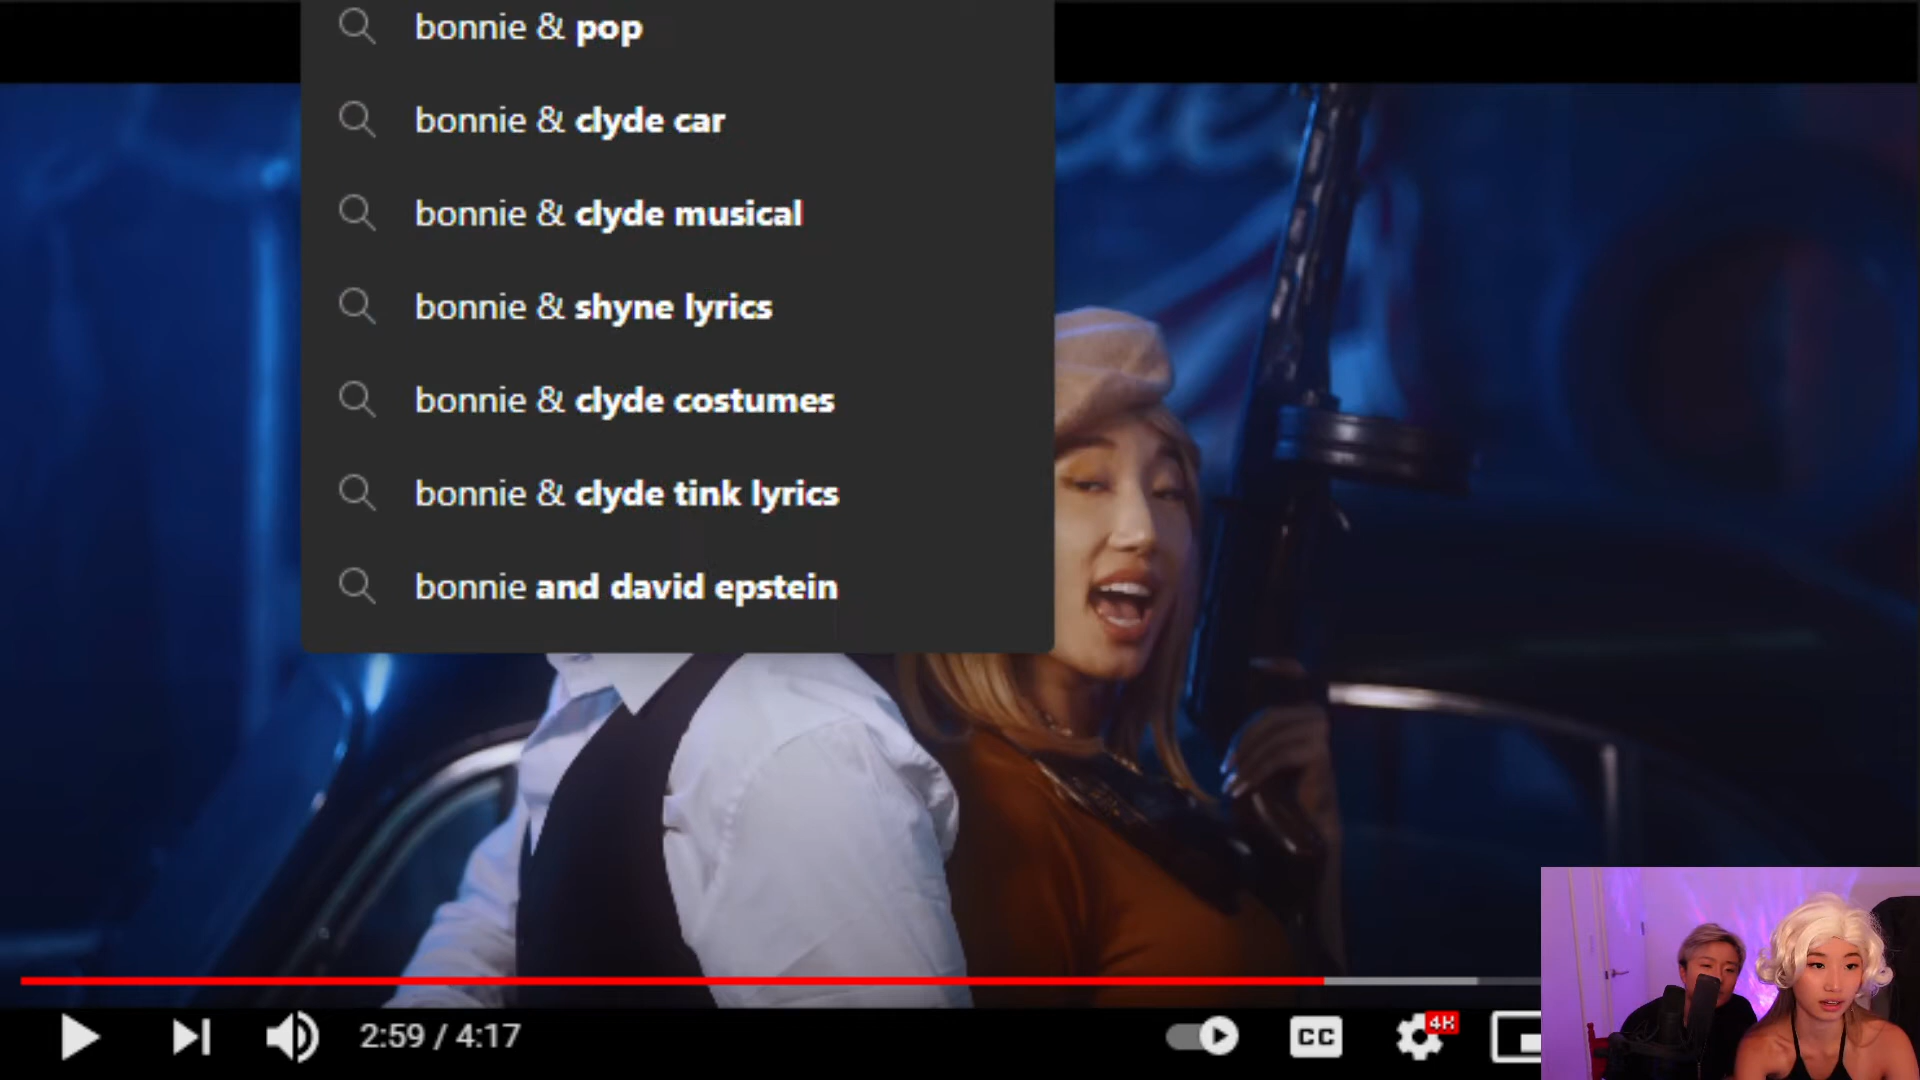 bonnie & pop
bonnie & clyde car
bonnie & clyde musical
bonnie & shyne lyrics
bonnie & clyde costumes
bonnie & clyde tink lyrics
bonnie and david epstein
2:59 / 4:17
CC
4K